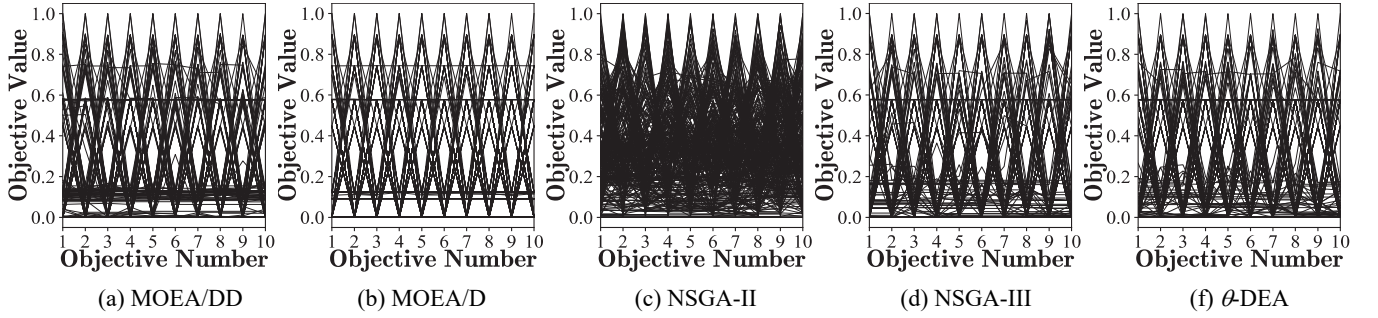 Objective Value
1.0
0.8
0.6
0.4
0.2
0.0
1 2 3 4 5 6 7 8 9 10
Objective Number
(a) MOEA/DD
Objective Value
1.0
0.8
0.6
0.4
0.2
0.0
1 2 3 4 5 6 7 8 9 10
Objective Number
(b) MOEA/D
Objective Value
1.0
0.8
0.6
0.4
0.2
0.0
1 2 3 4 5 6 7 8 9 10
Objective Number
(c) NSGA-II
Objective Value
1.0
0.8
0.6
0.4
0.2
0.0
1 2 3 4 5 6 7 8 9 10
Objective Number
(d) NSGA-III
Objective Value
1.0
0.8
0.6
0.4
0.2
0.0
1 2 3 4 5 6 7 8 9 10
Objective Number
(f) θ-DEA